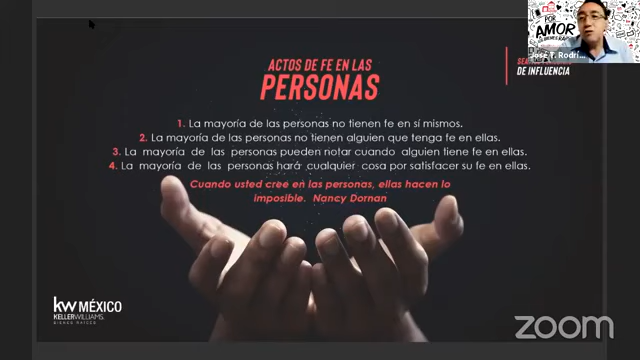 ACTOS DE FE EN LAS
PERSONAS
1. La mayoría de las personas no tienen fe en sí mismos.
2. La mayoría de las personas no tienen alguien que tenga fe en ellas.
3. La mayoría de las personas pueden notar cuando alguien tiene fe en ellas.
4. La mayoría de las personas hará cualquier cosa por satisfacer su fe en ellas.
Cuando usted cree en las personas, ellas hacen lo
imposible. Nancy Dornan
DE INFLUENCIA
POR
AMOR
José T. Rodrí...
kw MÉXICO
KELLERWILLIAMS.
BIENES RAÍCES
zoom